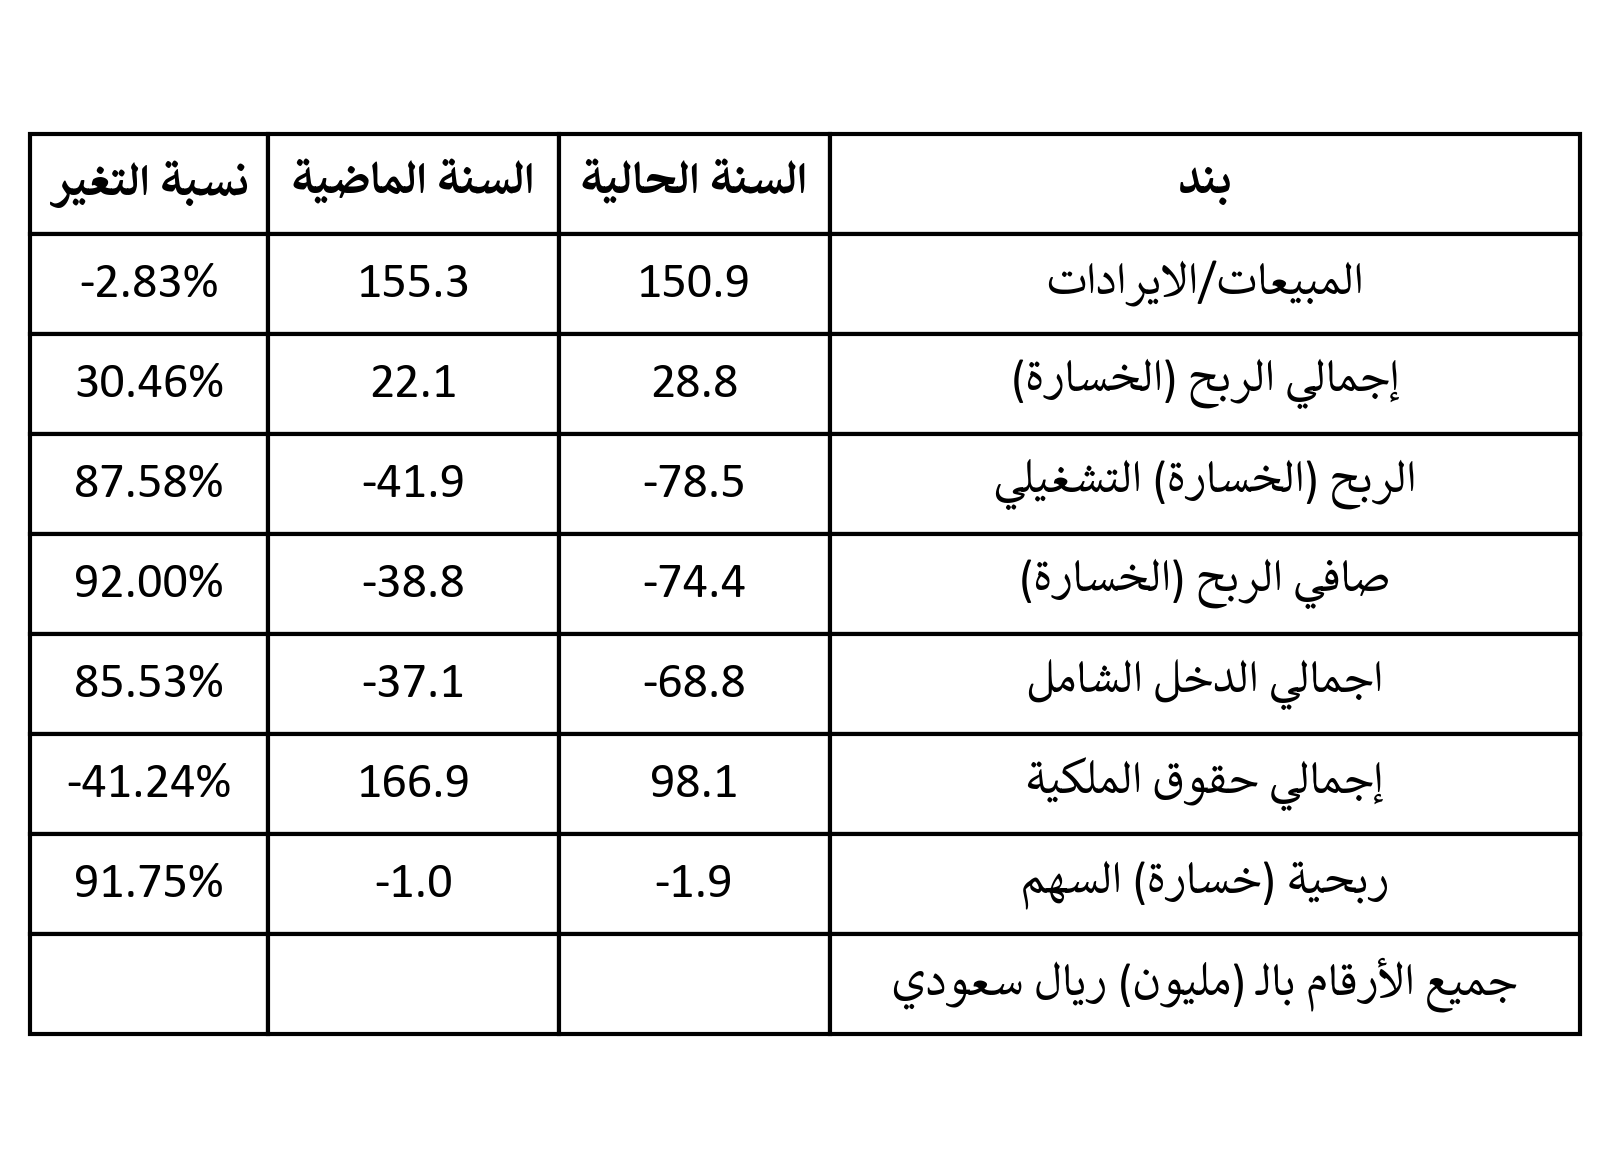 بند السنة الحالية السنة الماضية نسبة التغير
المبيعات/الايرادات 150.9 155.3 -2.83%
إجمالي الربح (الخسارة) 28.8 22.1 30.46%
الربح (الخسارة) التشغيلي -78.5 -41.9 87.58%
صافي الربح (الخسارة) -74.4 -38.8 92.00%
اجمالي الدخل الشامل -68.8 -37.1 85.53%
إجمالي حقوق الملكية 98.1 166.9 -41.24%
ربحية (خسارة) السهم -1.9 -1.0 91.75%
جميع الأرقام بالـ (مليون) ريال سعودي